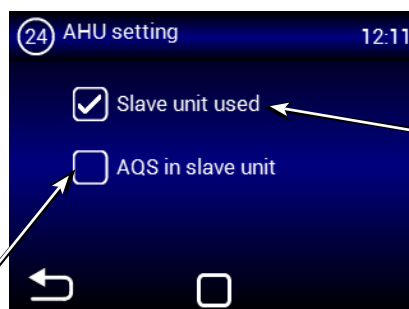 24 AHU setting 12:11
Slave unit used
AQS in slave unit